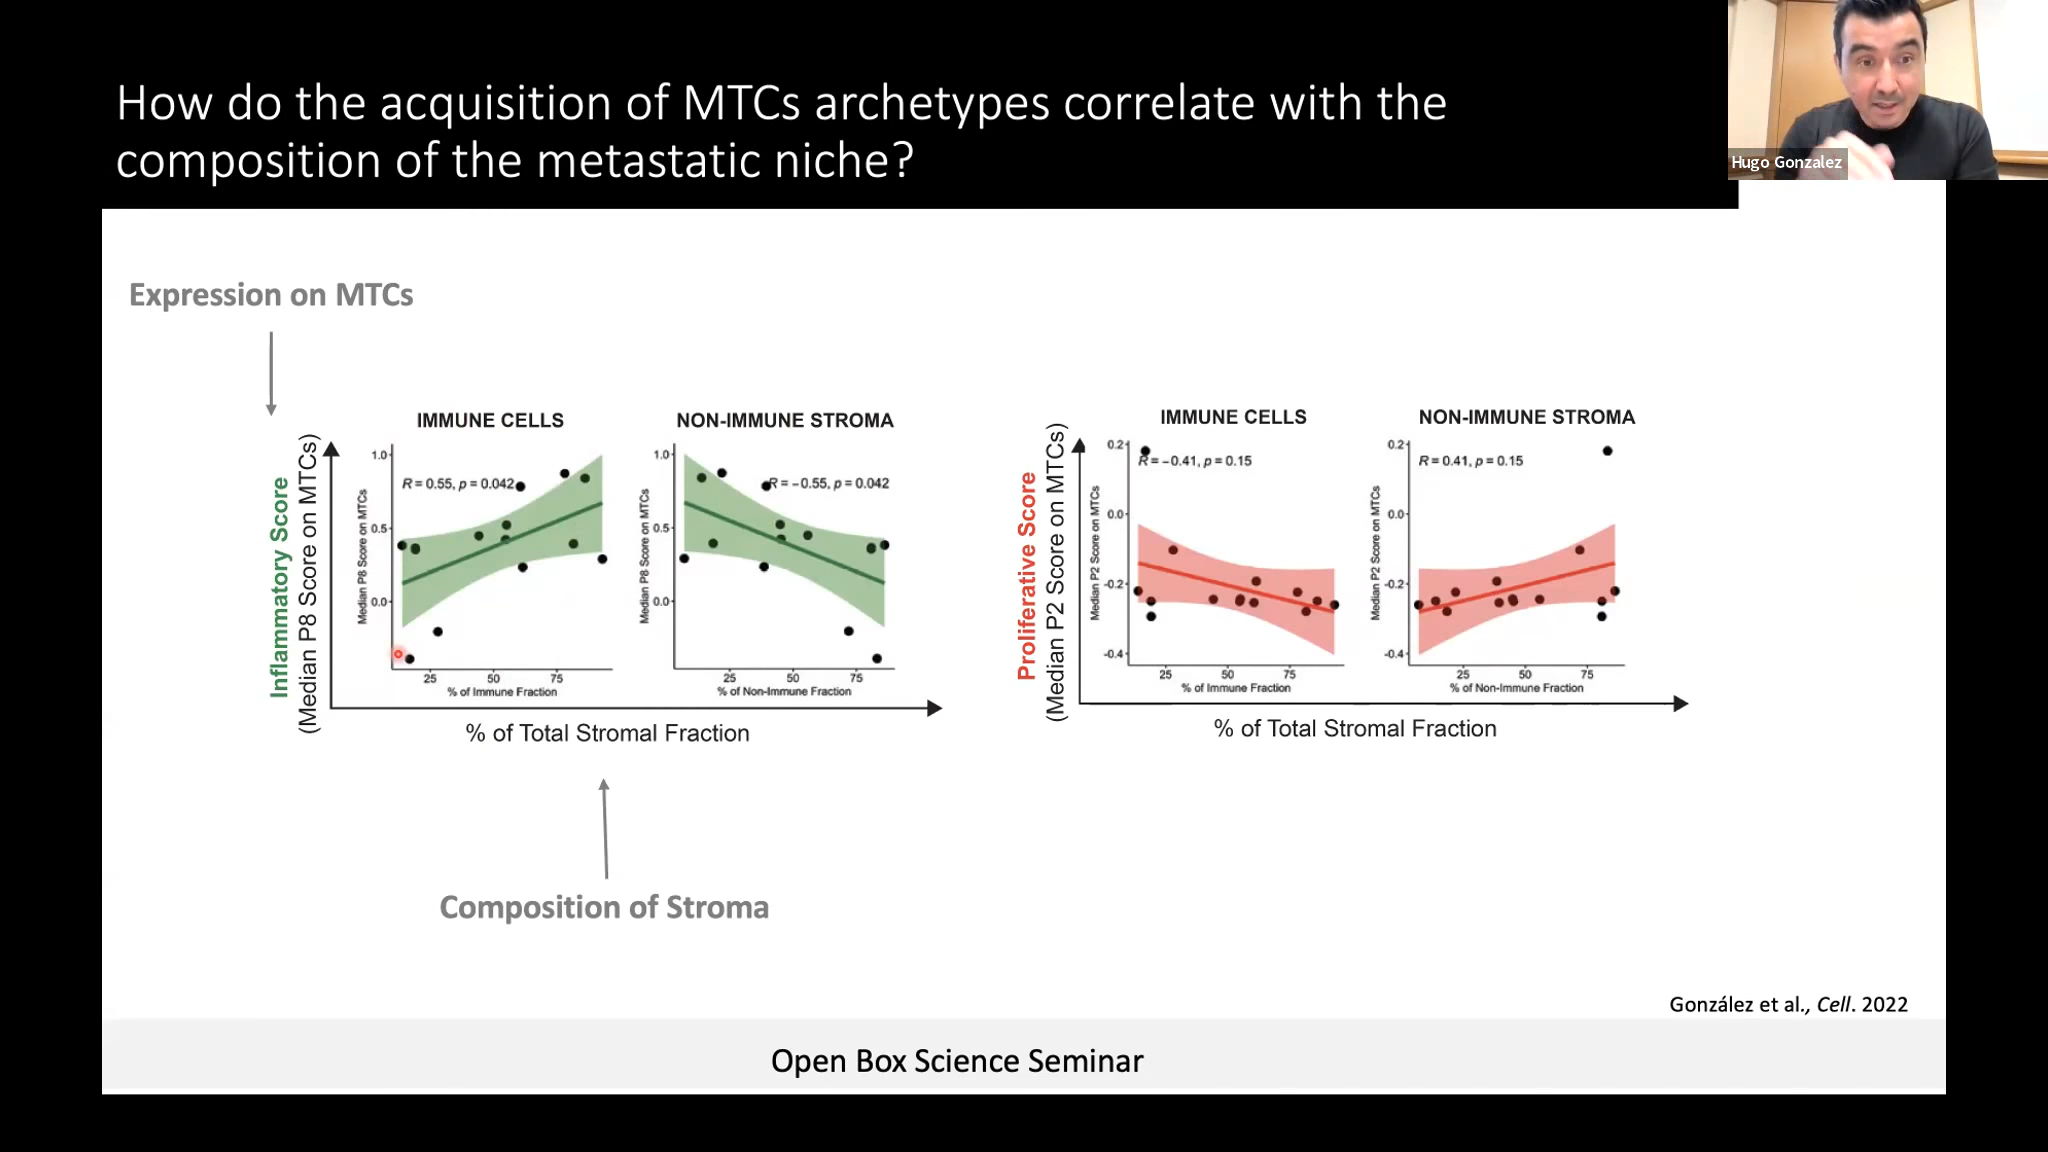 How do the acquisition of MTCs archetypes correlate with the
composition of the metastatic niche?
Hugo Gonzalez
Expression on MTCs
Inflammatory Score
(Median P8 Score on MTCs)
IMMUNE CELLS
Median P8 Score on MTCs
1.0
0.5
0.0
R = 0.55, p = 0.042
25 50 75
% of Immune Fraction
NON-IMMUNE STROMA
Median P8 Score on MTCs
1.0
0.5
0.0
R = −0.55, p = 0.042
25 50 75
% of Non-Immune Fraction
% of Total Stromal Fraction
Composition of Stroma
Proliferative Score
(Median P2 Score on MTCs)
IMMUNE CELLS
Median P2 Score on MTCs
0.2
0.0
-0.2
-0.4
R = −0.41, p = 0.15
25 50 75
% of Immune Fraction
NON-IMMUNE STROMA
Median P2 Score on MTCs
0.2
0.0
-0.2
-0.4
R = 0.41, p = 0.15
25 50 75
% of Non-Immune Fraction
% of Total Stromal Fraction
González et al., Cell. 2022
Open Box Science Seminar